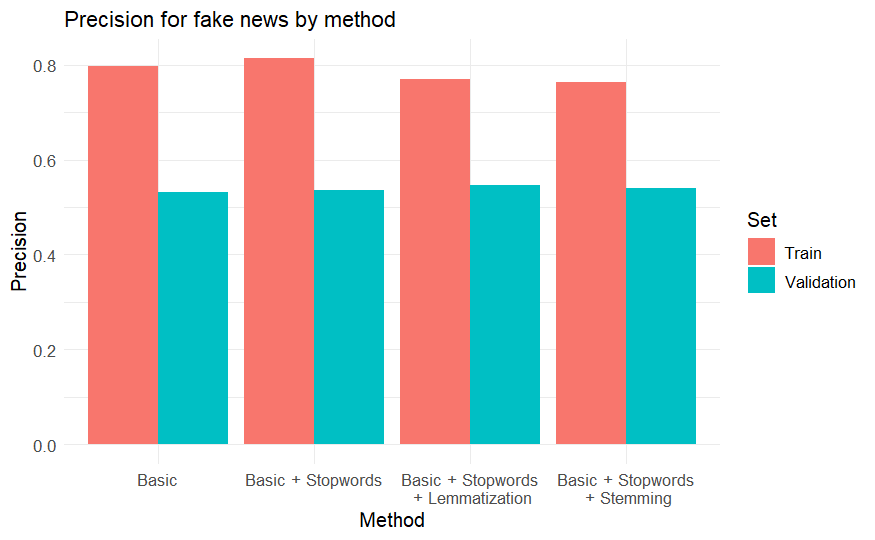 Precision for fake news by method
Precision
0.8
0.6
0.4
0.2
0.0
Basic
Basic + Stopwords
Basic + Stopwords
+ Lemmatization
Basic + Stopwords
+ Stemming
Method
Set
Train
Validation